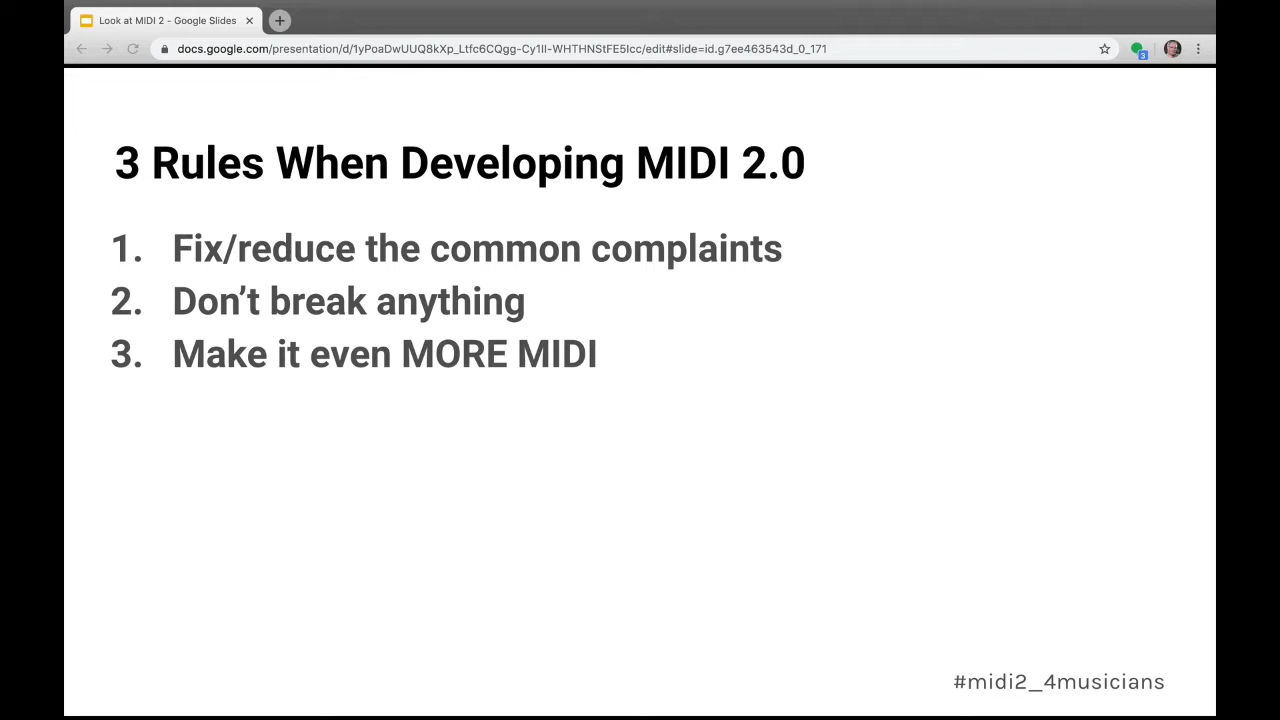 Look at MIDI 2 - Google Slides
docs.google.com/presentation/d/1yPoaDwUUQ8kXp_Ltfc6CQgg-Cy1Il-WHTHNStFE5Icc/edit#slide=id.g7ee463543d_0_171
3
3 Rules When Developing MIDI 2.0
1. Fix/reduce the common complaints
2. Don’t break anything
3. Make it even MORE MIDI
#midi2_4musicians